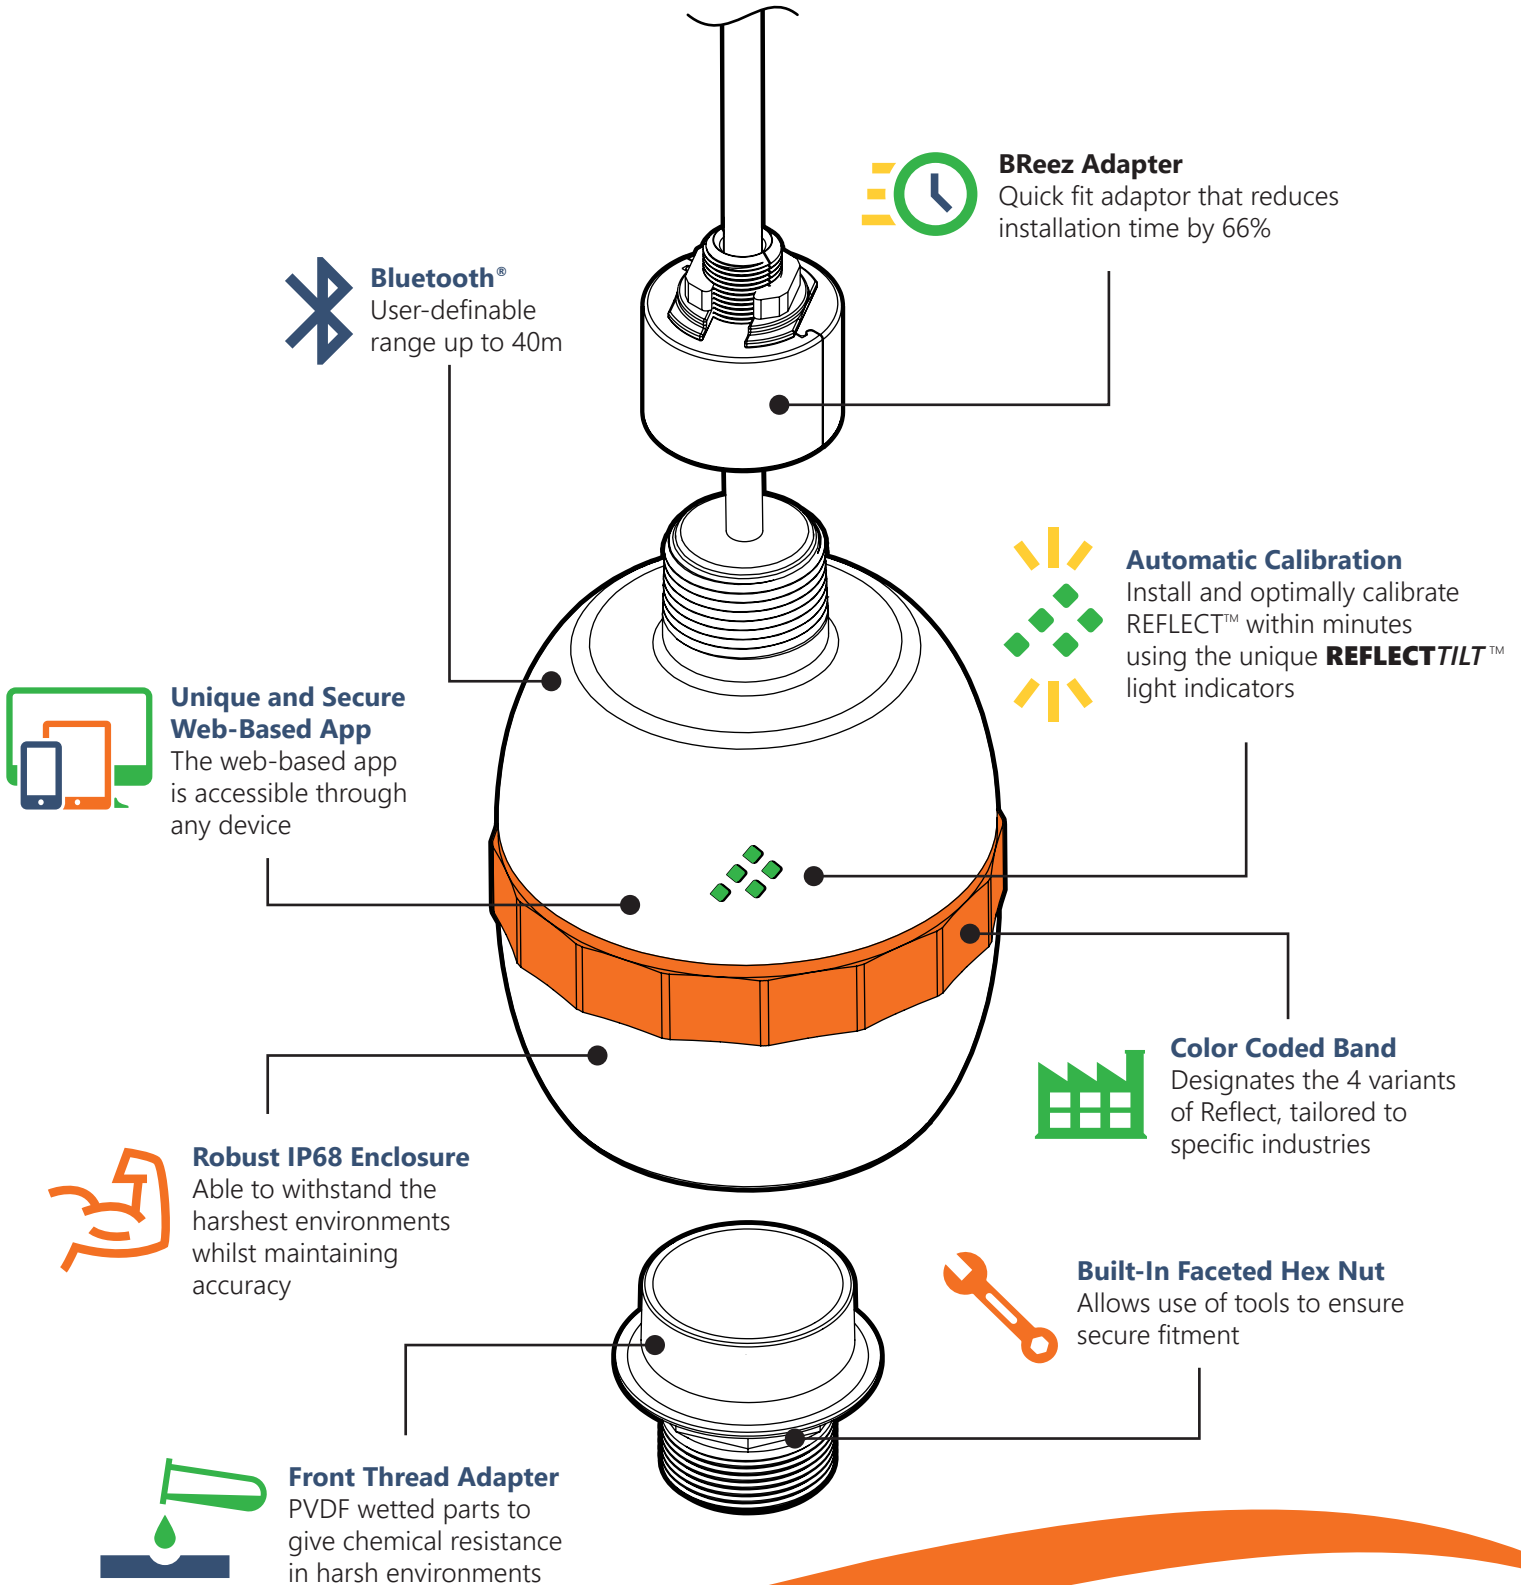 BReez Adapter
Quick fit adaptor that reduces
installation time by 66%
Bluetooth®
User-definable
range up to 40m
Automatic Calibration
Install and optimally calibrate
REFLECT™ within minutes
using the unique REFLECTTILT™
light indicators
Unique and Secure
Web-Based App
The web-based app
is accessible through
any device
Color Coded Band
Designates the 4 variants
of Reflect, tailored to
specific industries
Robust IP68 Enclosure
Able to withstand the
harshest environments
whilst maintaining
accuracy
Built-In Faceted Hex Nut
Allows use of tools to ensure
secure fitment
Front Thread Adapter
PVDF wetted parts to
give chemical resistance
in harsh environments